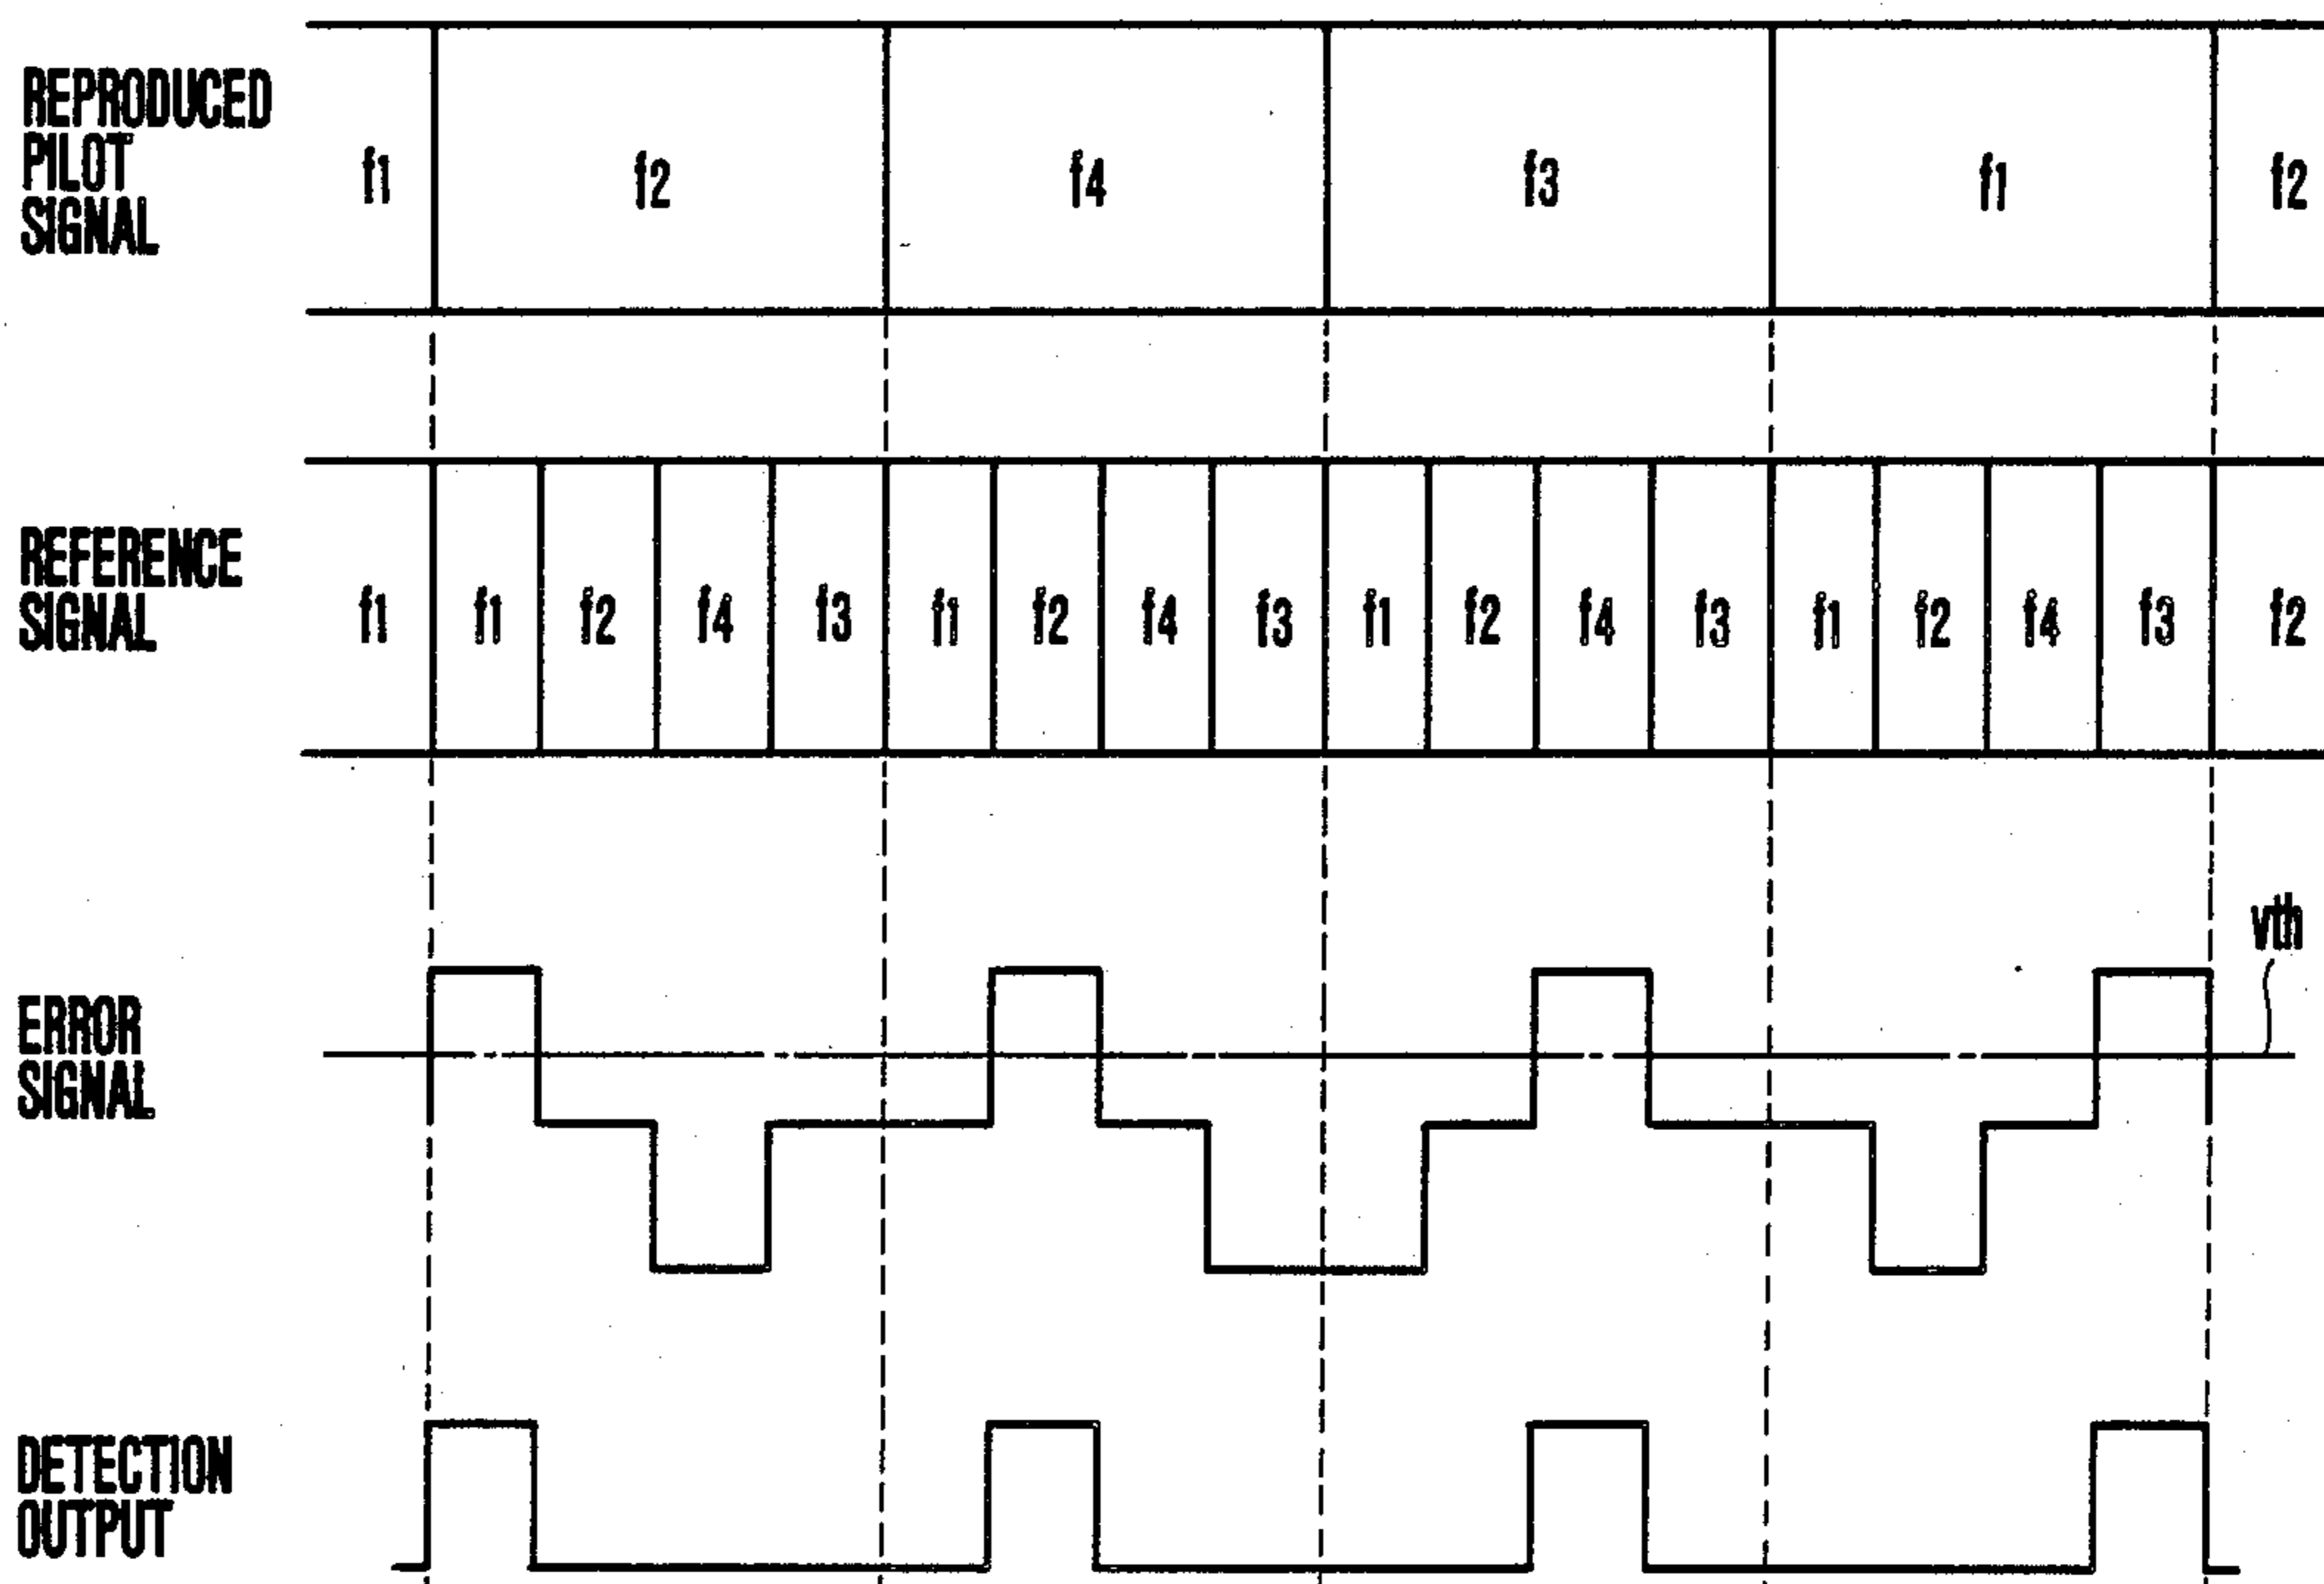 REPRODUCED
PILOT
SIGNAL
f1 f2 f4 f3 f1 f2
REFERENCE
SIGNAL
f1 f1 f2 f4 f3 f1 f2 f4 f3 f1 f2 f4 f3 f1 f2 f4 f3 f2
vth
ERROR
SIGNAL
DETECTION
OUTPUT